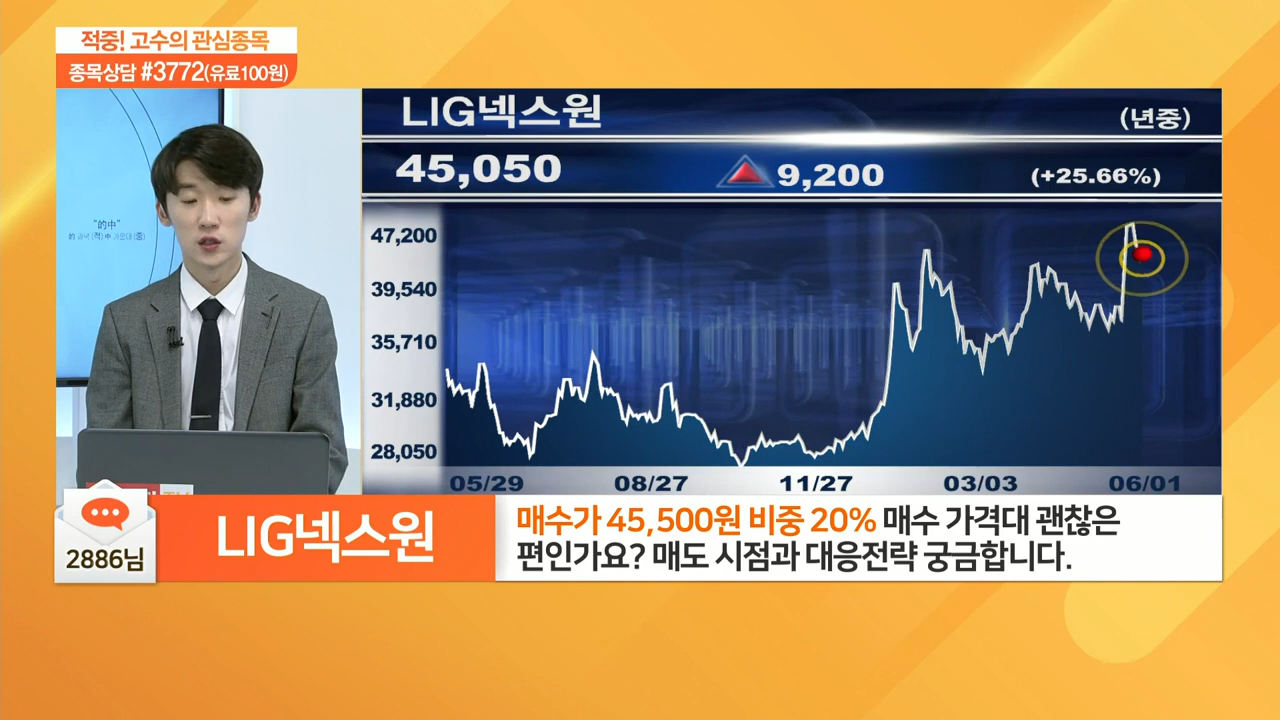 적중! 고수의 관심종목
종목상담 #3772(유료100원)
"的中"
LIG넥스원
(년중)
45,050
9,200
(+25.66%)
47,200
39,540
35,710
31,880
28,050
05/29
08/27
11/27
03/03
06/01
2886님
LIG넥스원
매수가 45,500원 비중 20% 매수 가격대 괜찮은
편인가요? 매도 시점과 대응전략 궁금합니다.